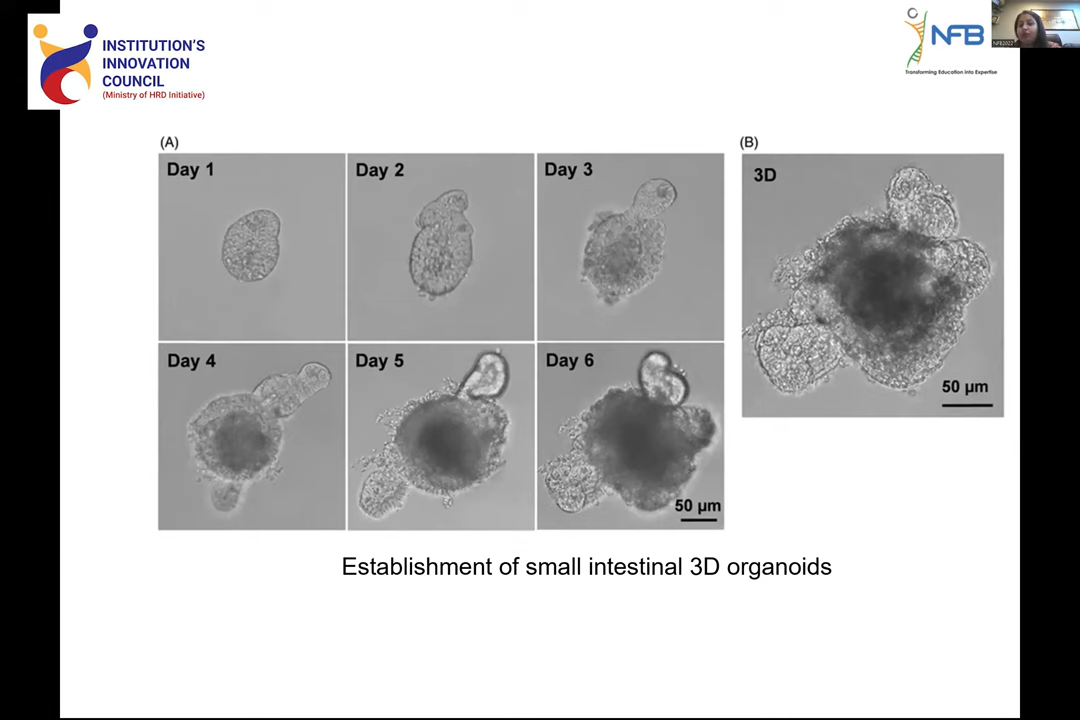 INSTITUTION'S
INNOVATION
COUNCIL
(Ministry of HRD Initiative)
NFB
Transforming Education into Expertise
NFB2022
(A)
(B)
Day 1
Day 2
Day 3
3D
Day 4
Day 5
Day 6
50 µm
50 µm
Establishment of small intestinal 3D organoids